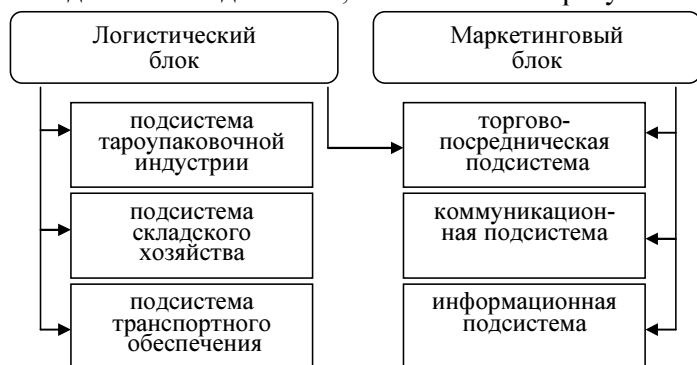 Логистический
блок
Маркетинговый
блок
подсистема
тароупаковочной
индустрии
торгово-
посредническая
подсистема
подсистема
складского
хозяйства
коммуникацион-
ная подсистема
подсистема
транспортного
обеспечения
информационная
подсистема